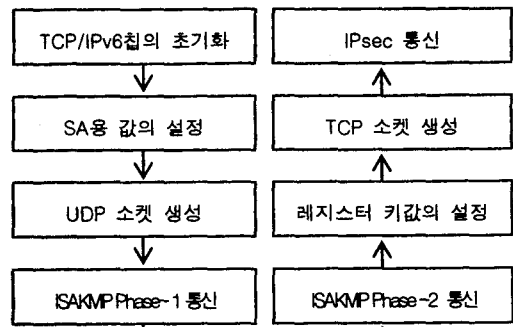 TCP/IPv6칩의 초기화
SA용 값의 설정
UDP 소켓 생성
ISAKMP Phase-1 통신
IPsec 통신
TCP 소켓 생성
레지스터 키값의 설정
ISAKMP Phase-2 통신